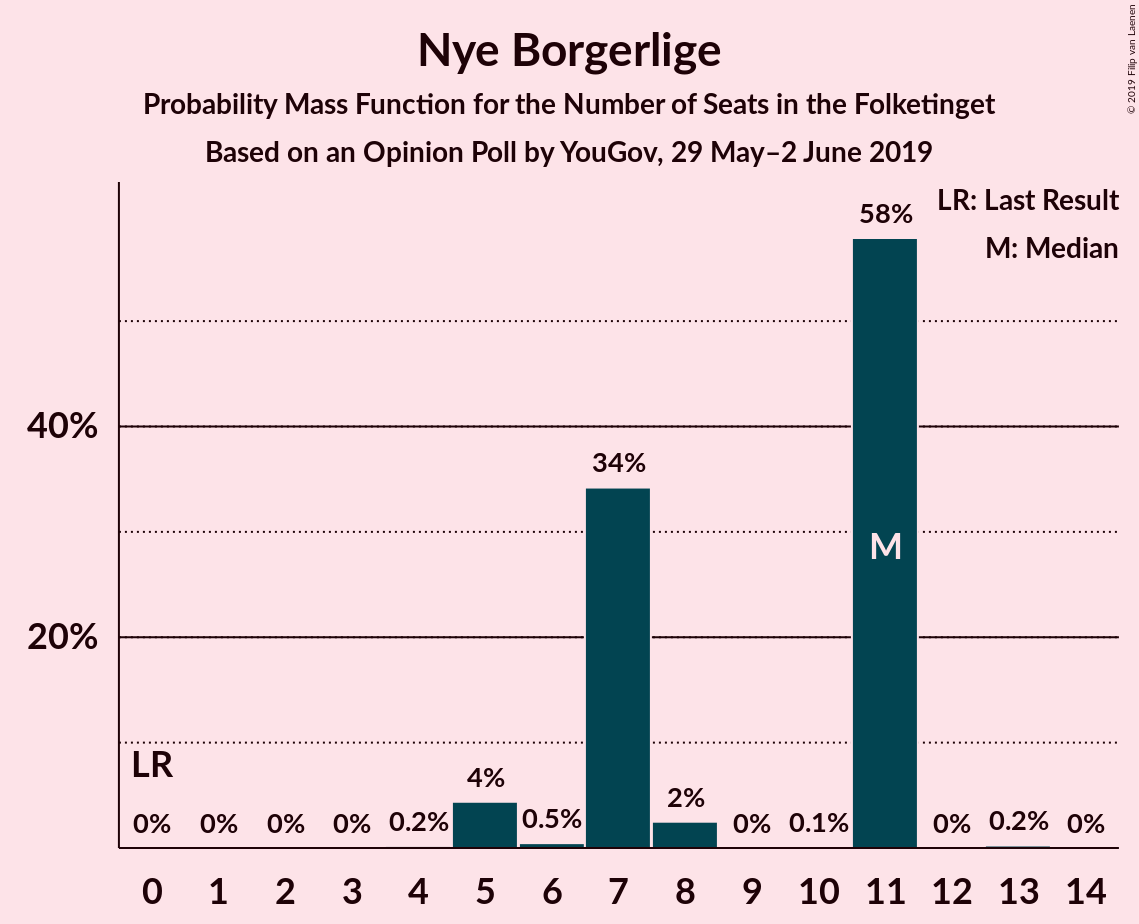 Nye Borgerlige
Probability Mass Function for the Number of Seats in the Folketinget
Based on an Opinion Poll by YouGov, 29 May–2 June 2019
© 2019 Filip van Laenen
LR: Last Result
M: Median
58%
40%
34%
M
20%
LR
4%
2%
0% 0% 0% 0% 0.2% 0.5% 0% 0.1% 0% 0.2% 0%
0 1 2 3 4 5 6 7 8 9 10 11 12 13 14